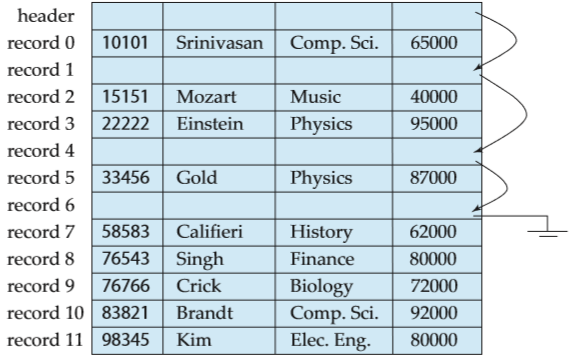 header
record 0 10101 Srinivasan Comp. Sci. 65000
record 1
record 2 15151 Mozart Music 40000
record 3 22222 Einstein Physics 95000
record 4
record 5 33456 Gold Physics 87000
record 6
record 7 58583 Califieri History 62000
record 8 76543 Singh Finance 80000
record 9 76766 Crick Biology 72000
record 10 83821 Brandt Comp. Sci. 92000
record 11 98345 Kim Elec. Eng. 80000